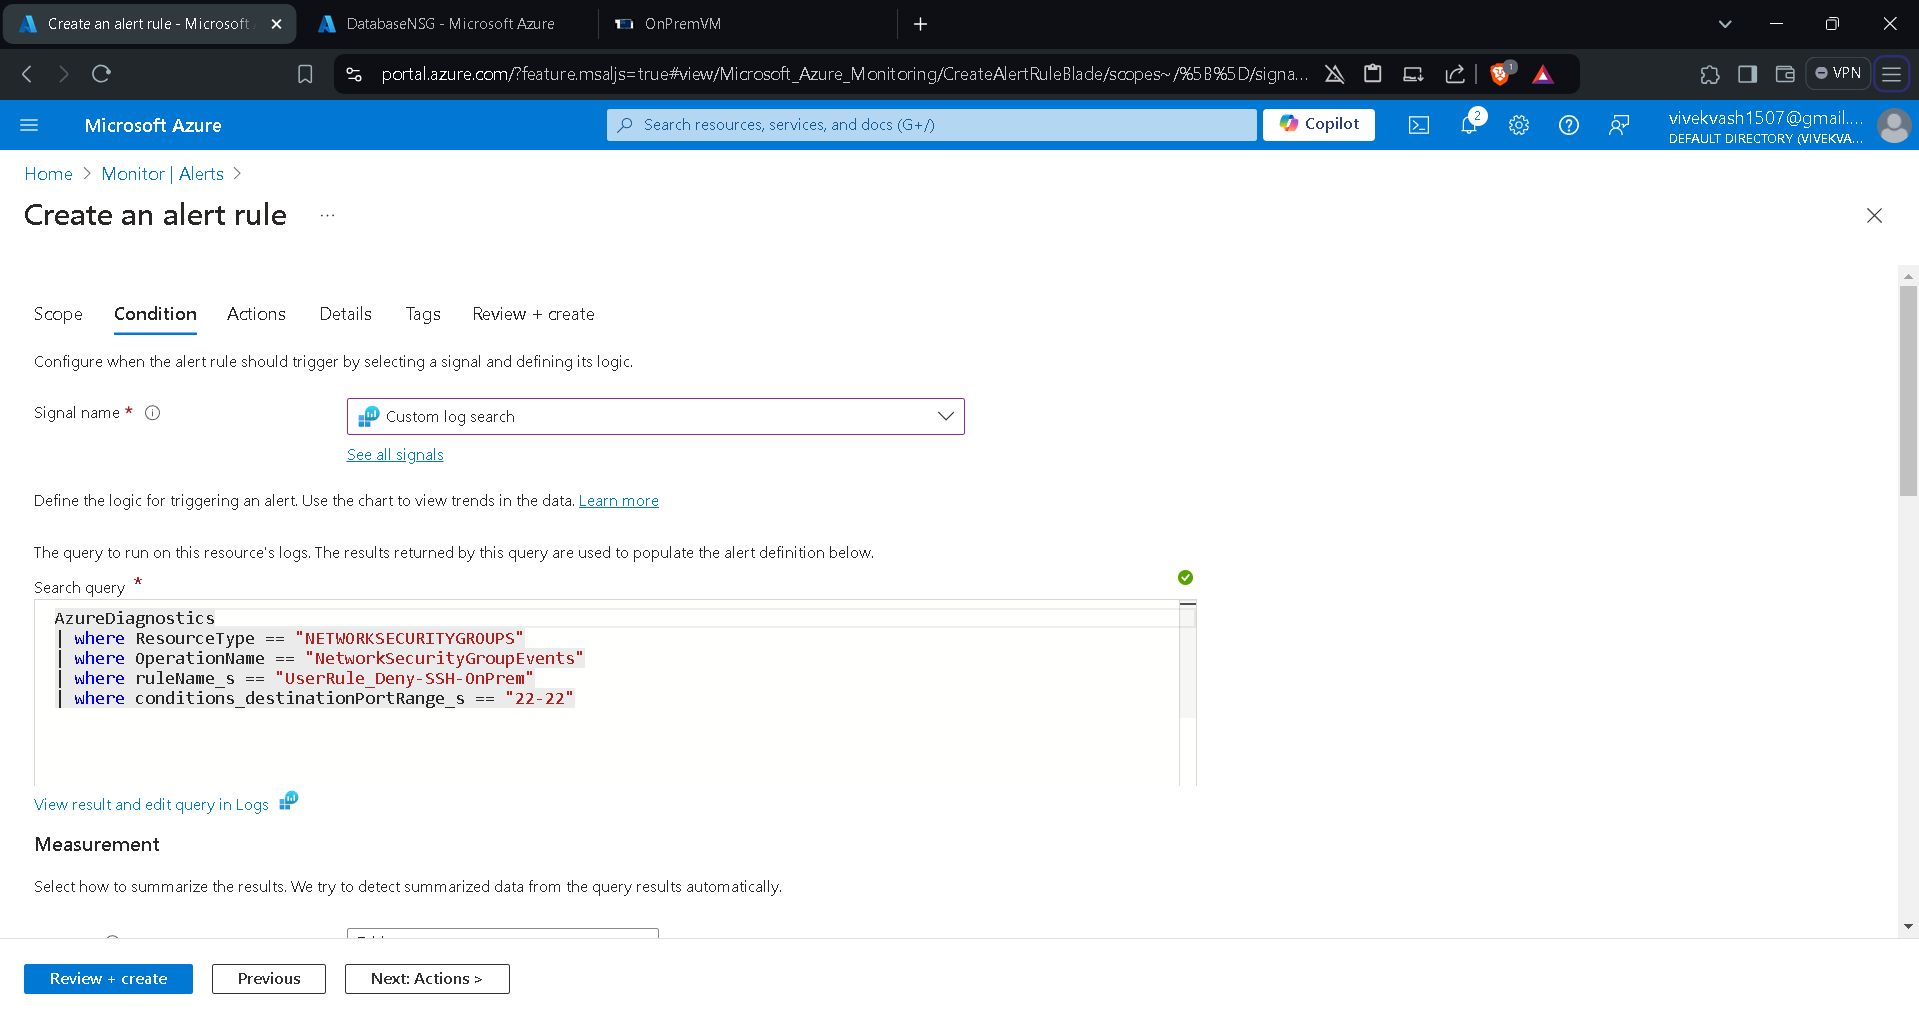 Create an alert rule - Microsoft
DatabaseNSG - Microsoft Azure
OnPremVM
portal.azure.com/?feature.msaljs=true#view/Microsoft_Azure_Monitoring/CreateAlertRuleBlade/scopes~/%5B%5D/signa...
1
VPN
Microsoft Azure
Search resources, services, and docs (G+/)
Copilot
2
vivekvash1507@gmail....
DEFAULT DIRECTORY (VIVEKVA...
Home > Monitor | Alerts >
Create an alert rule ...
Scope Condition Actions Details Tags Review + create
Configure when the alert rule should trigger by selecting a signal and defining its logic.
Signal name *
Custom log search
See all signals
Define the logic for triggering an alert. Use the chart to view trends in the data. Learn more
The query to run on this resource's logs. The results returned by this query are used to populate the alert definition below.
Search query *
AzureDiagnostics
| where ResourceType == "NETWORKSECURITYGROUPS"
| where OperationName == "NetworkSecurityGroupEvents"
| where ruleName_s == "UserRule_Deny-SSH-OnPrem"
| where conditions_destinationPortRange_s == "22-22"
View result and edit query in Logs
Measurement
Select how to summarize the results. We try to detect summarized data from the query results automatically.
Review + create
Previous
Next: Actions >